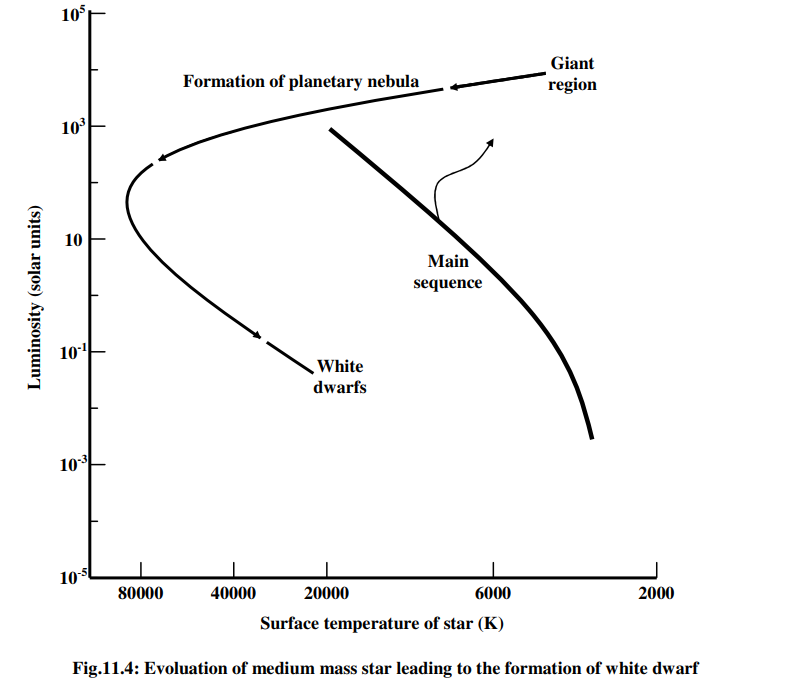 10⁵
Giant
region
Formation of planetary nebula
10³
10
Main
sequence
10⁻¹
White
dwarfs
10⁻³
10⁻⁵
Luminosity (solar units)
80000 40000 20000 6000 2000
Surface temperature of star (K)
Fig.11.4: Evoluation of medium mass star leading to the formation of white dwarf